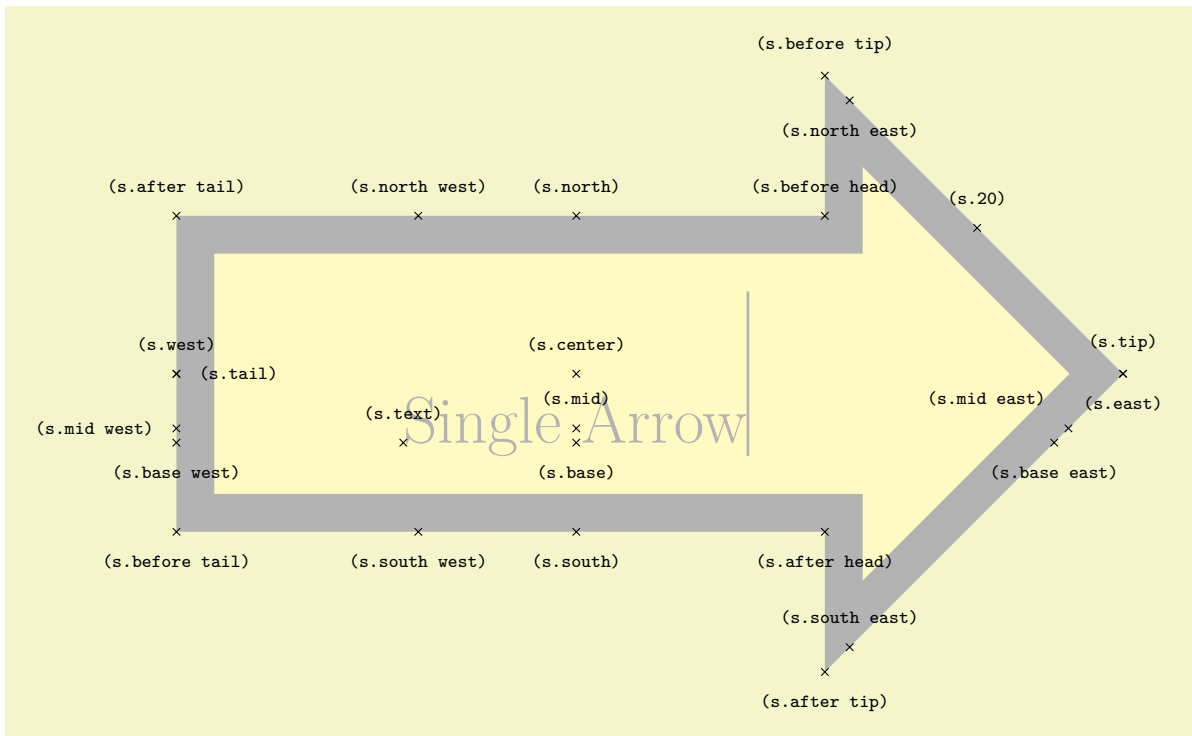 (s.before tip)
(s.north east)
(s.after tail) (s.north west) (s.north) (s.before head)
(s.20)
(s.west) (s.center) (s.tip)
(s.tail)
(s.mid) (s.mid east) (s.east)
(s.text)
Single Arrow
(s.mid west)
(s.base west) (s.base) (s.base east)
(s.before tail) (s.south west) (s.south) (s.after head)
(s.south east)
(s.after tip)